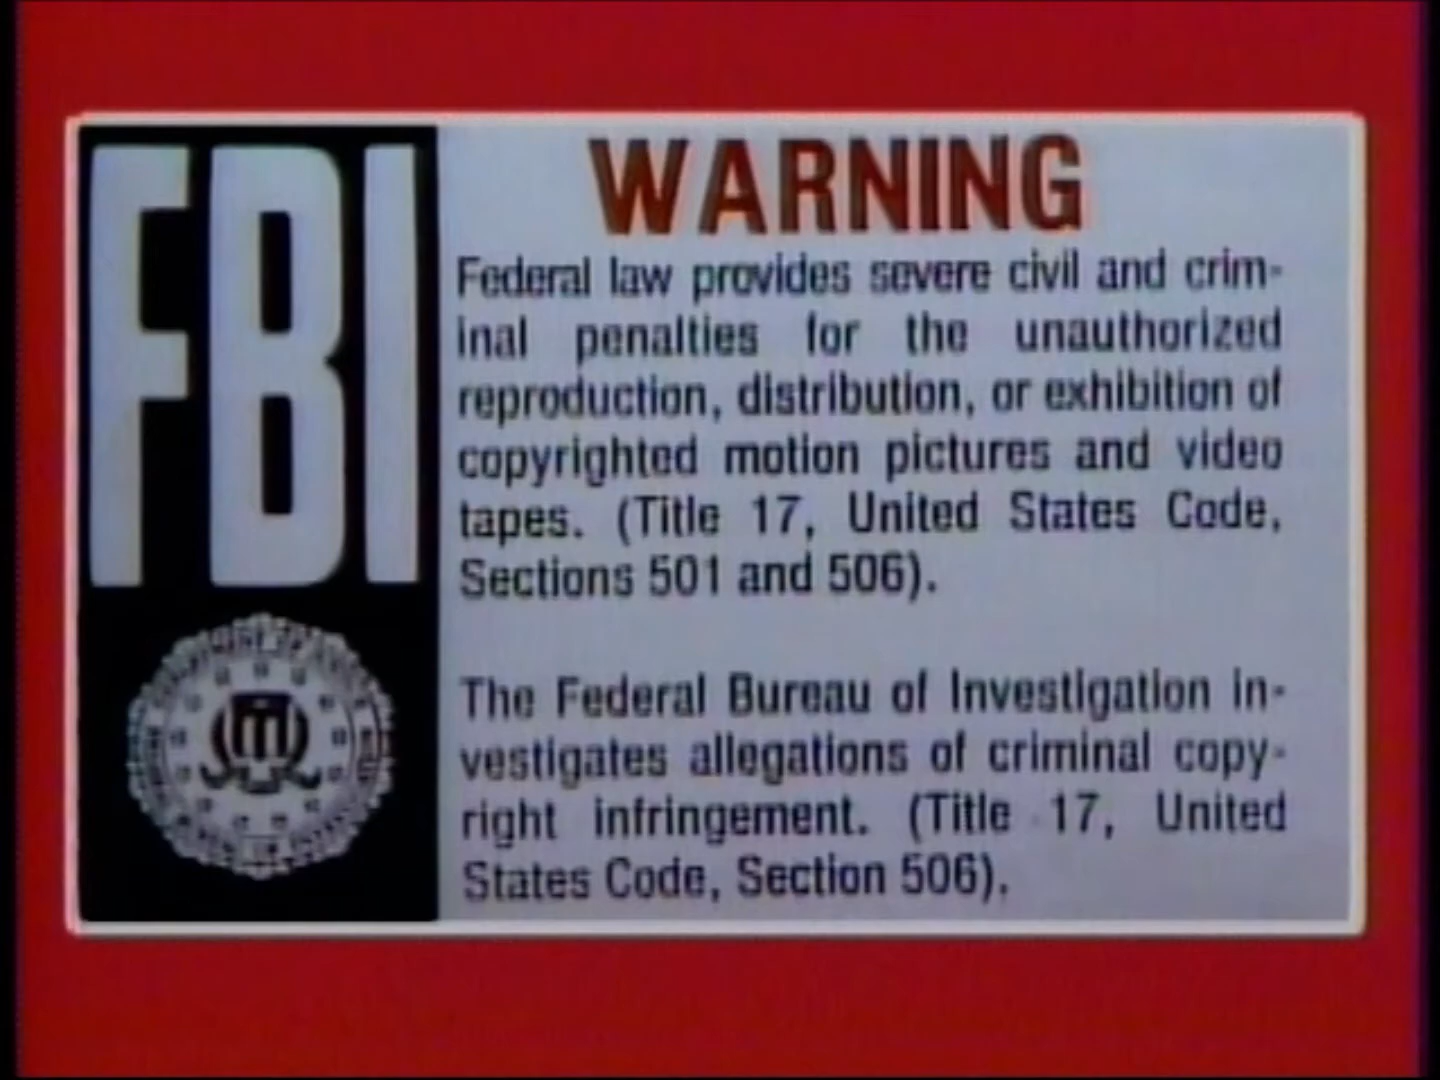 FBI
WARNING
Federal law provides severe civil and crim-
inal penalties for the unauthorized
reproduction, distribution, or exhibition of
copyrighted motion pictures and video
tapes. (Title 17, United States Code,
Sections 501 and 506).
The Federal Bureau of Investigation in-
vestigates allegations of criminal copy-
right infringement. (Title 17, United
States Code, Section 506).